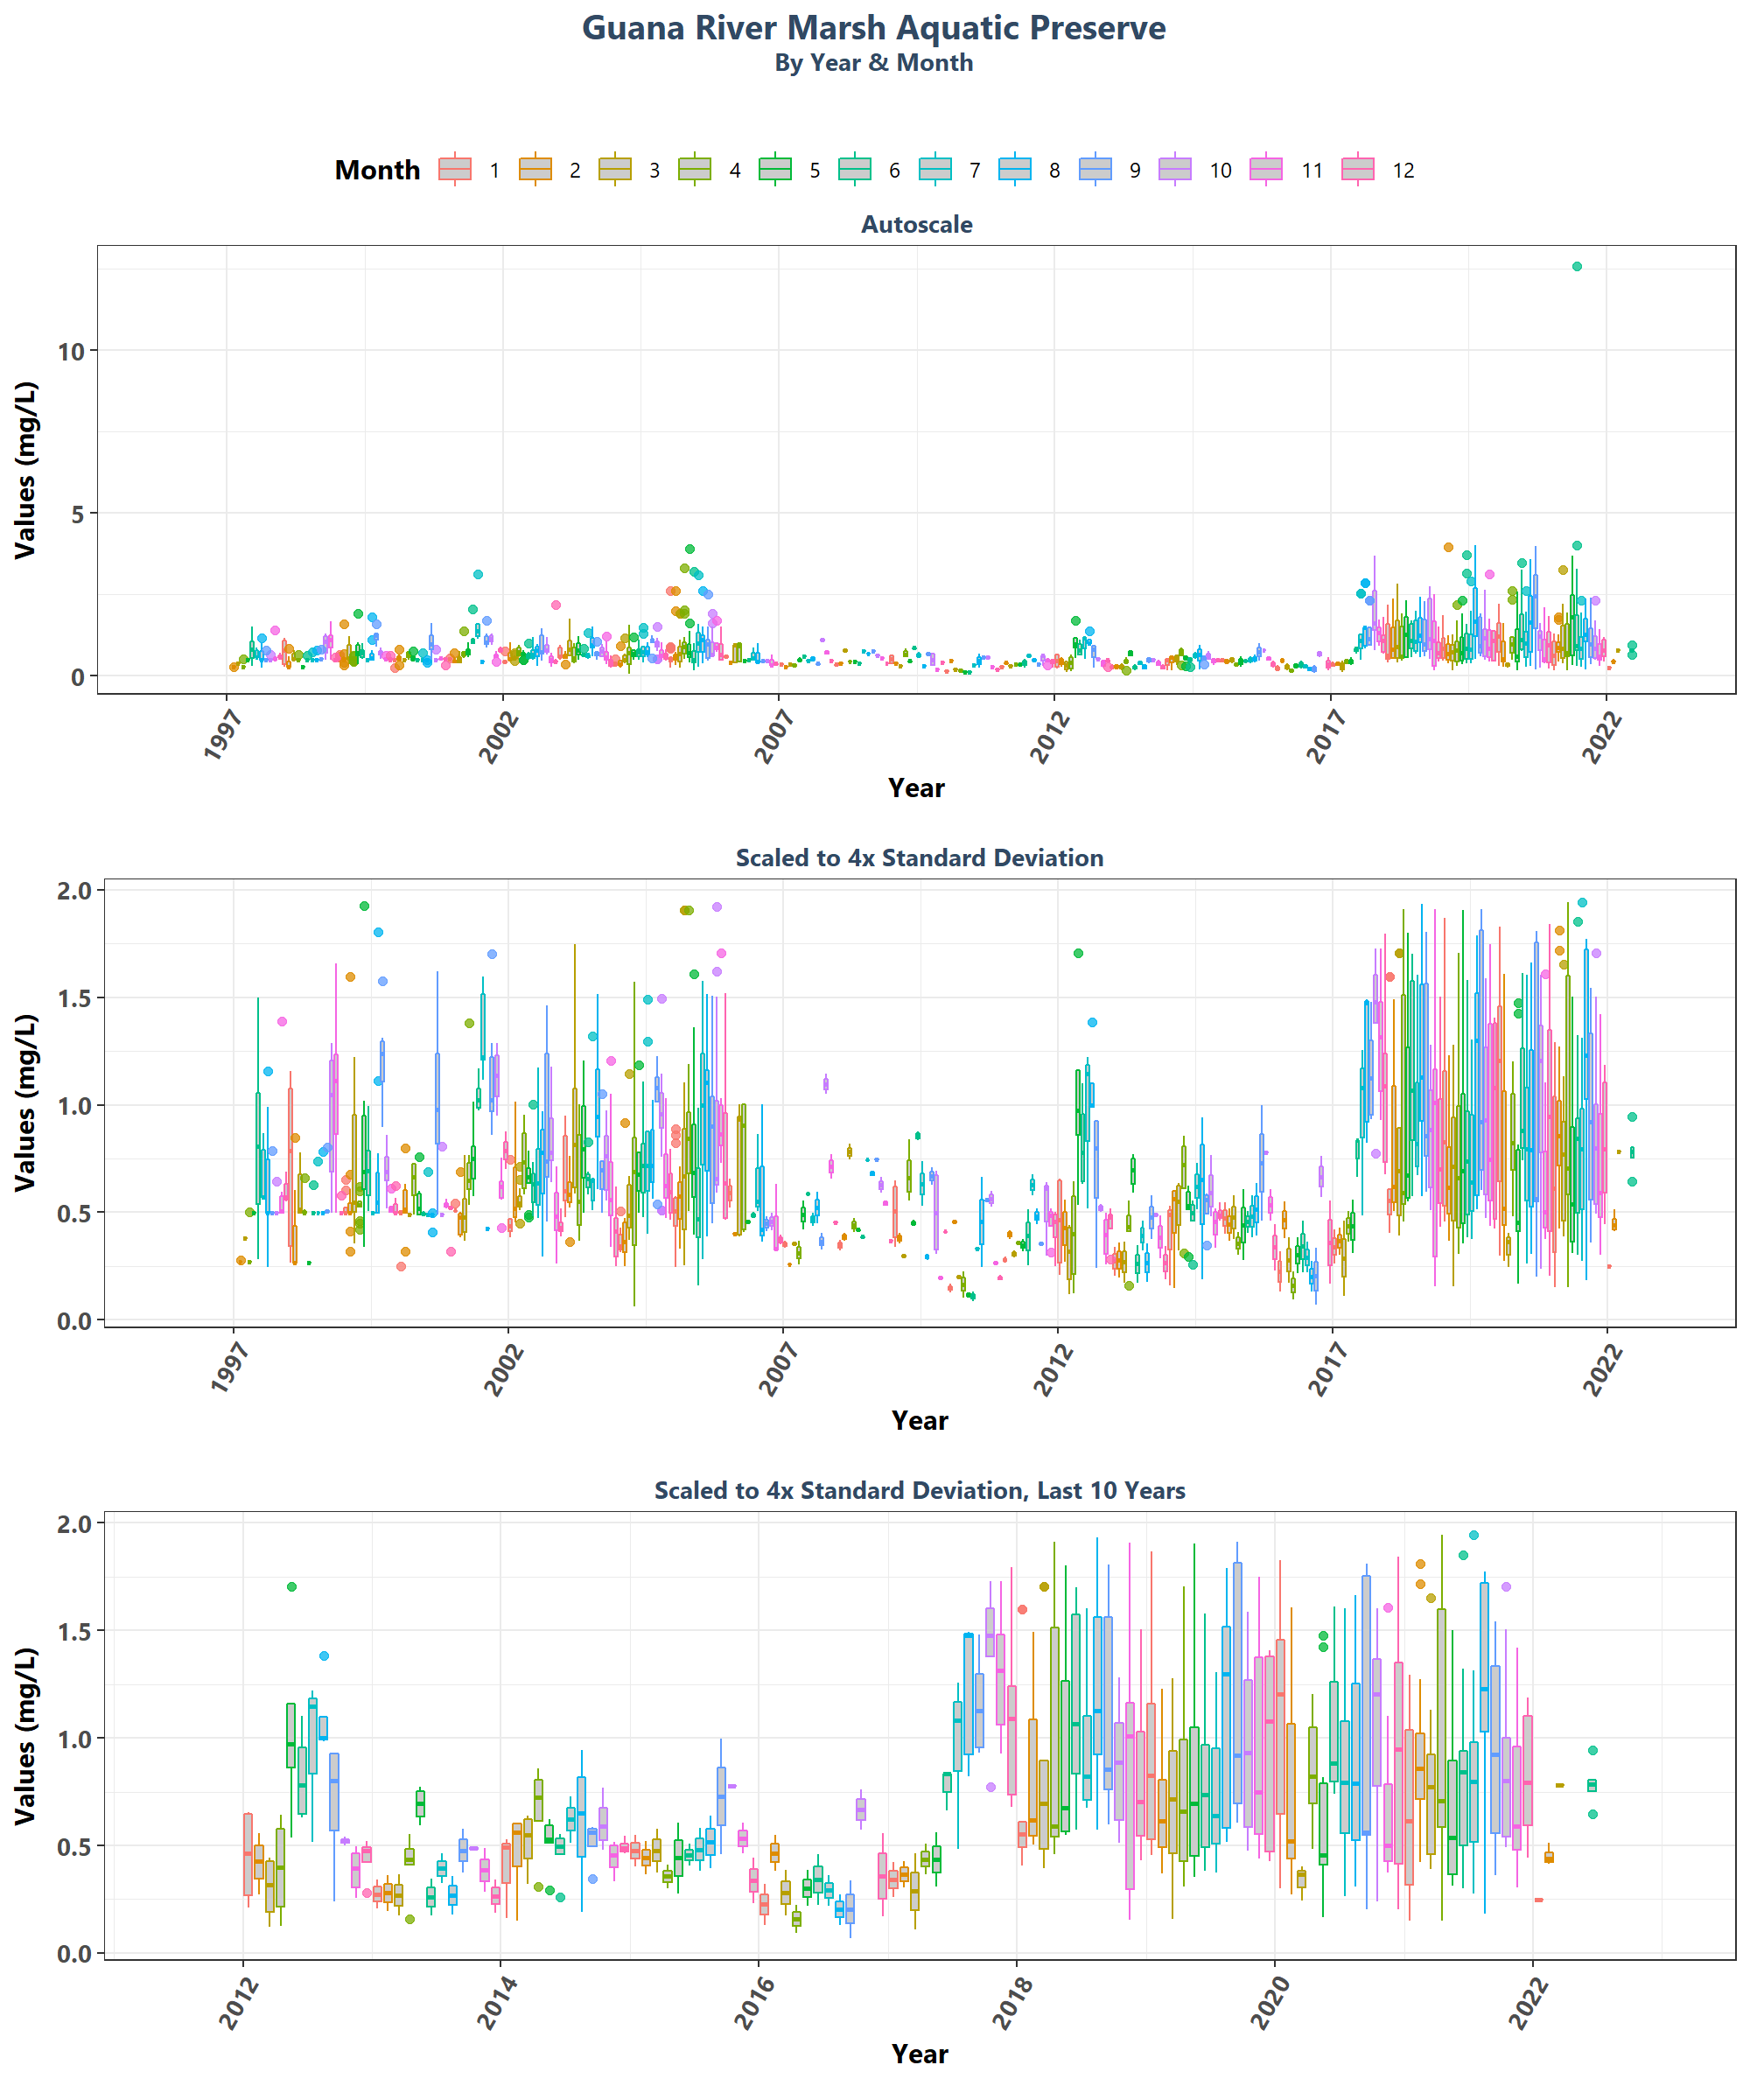 Guana River Marsh Aquatic Preserve
By Year & Month
Month 1 2 3 4 5 6 7 8 9 10 11 12
Autoscale
Values (mg/L)
10
5
0
1997 2002 2007 2012 2017 2022
Year
Scaled to 4x Standard Deviation
Values (mg/L)
2.0
1.5
1.0
0.5
0.0
1997 2002 2007 2012 2017 2022
Year
Scaled to 4x Standard Deviation, Last 10 Years
Values (mg/L)
2.0
1.5
1.0
0.5
0.0
2012 2014 2016 2018 2020 2022
Year